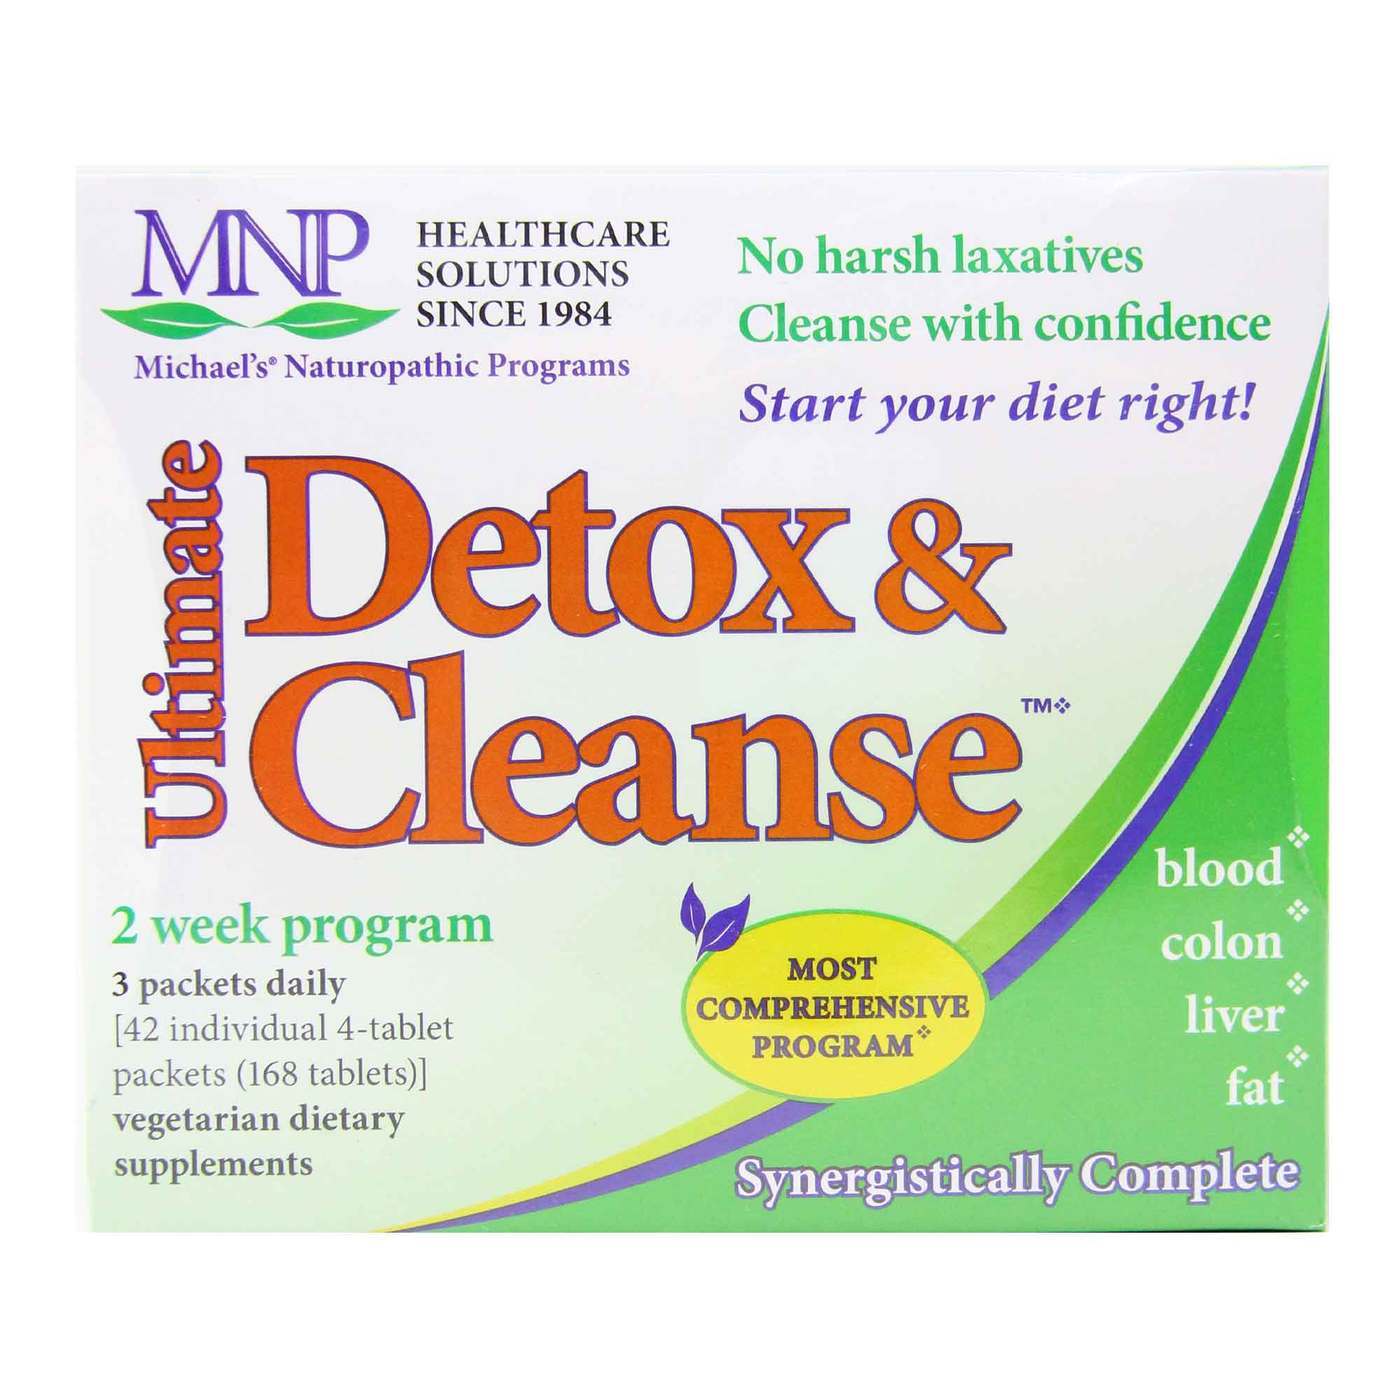 MNP
HEALTHCARE
SOLUTIONS
SINCE 1984
Michael's® Naturopathic Programs
No harsh laxatives
Cleanse with confidence
Start your diet right!
Ultimate
Detox &
Cleanse™❖
2 week program
3 packets daily
[42 individual 4-tablet
packets (168 tablets)]
vegetarian dietary
supplements
MOST
COMPREHENSIVE
PROGRAM❖
blood❖
colon❖
liver❖
fat❖
Synergistically Complete